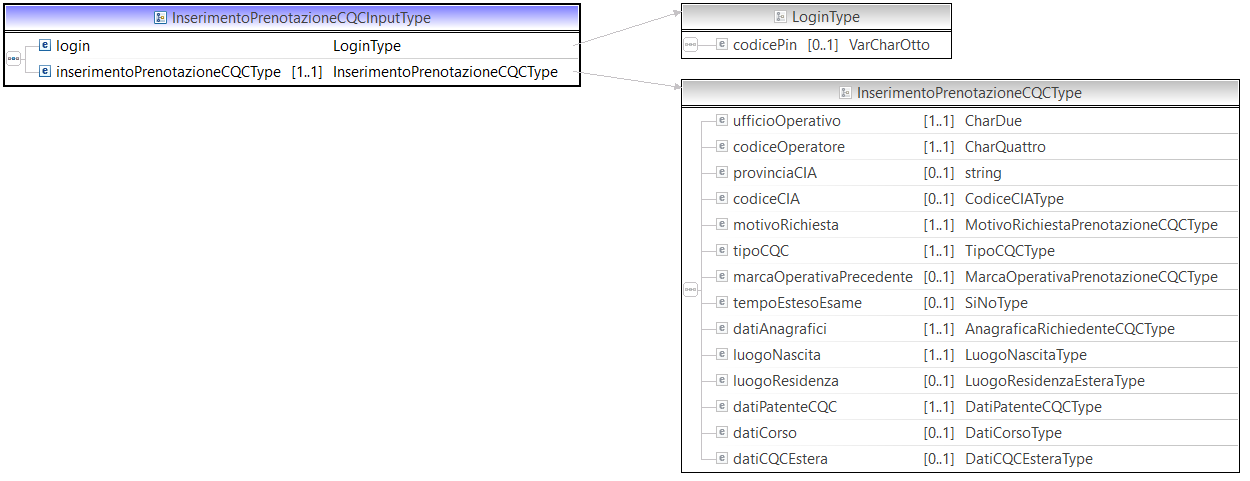 InserimentoPrenotazioneCQCInputType
e login LoginType
e inserimentoPrenotazioneCQCType [1..1] InserimentoPrenotazioneCQCType
LoginType
e codicePin [0..1] VarCharOtto
InserimentoPrenotazioneCQCType
e ufficioOperativo [1..1] CharDue
e codiceOperatore [1..1] CharQuattro
e provinciaCIA [0..1] string
e codiceCIA [0..1] CodiceCIAType
e motivoRichiesta [1..1] MotivoRichiestaPrenotazioneCQCType
e tipoCQC [1..1] TipoCQCType
e marcaOperativaPrecedente [0..1] MarcaOperativaPrenotazioneCQCType
e tempoEstesoEsame [0..1] SiNoType
e datiAnagrafici [1..1] AnagraficaRichiedenteCQCType
e luogoNascita [1..1] LuogoNascitaType
e luogoResidenza [0..1] LuogoResidenzaEsteraType
e datiPatenteCQC [1..1] DatiPatenteCQCType
e datiCorso [0..1] DatiCorsoType
e datiCQCEstera [0..1] DatiCQCEsteraType